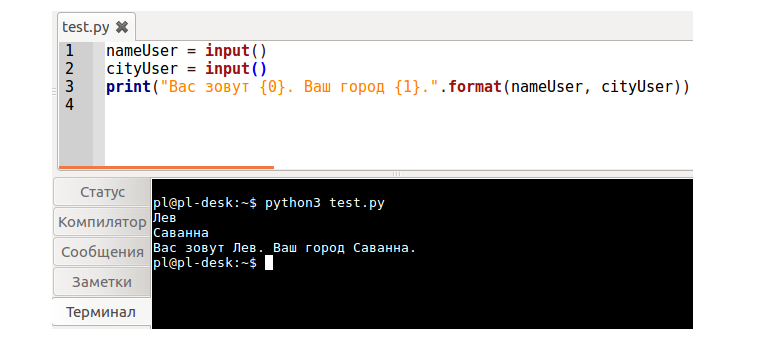 test.py
1 nameUser = input()
2 cityUser = input()
3 print("Вас зовут {0}. Ваш город {1}.".format(nameUser, cityUser))
4
Статус
Компилятор
Сообщения
Заметки
Терминал
pl@pl-desk:~$ python3 test.py
Лев
Саванна
Вас зовут Лев. Ваш город Саванна.
pl@pl-desk:~$